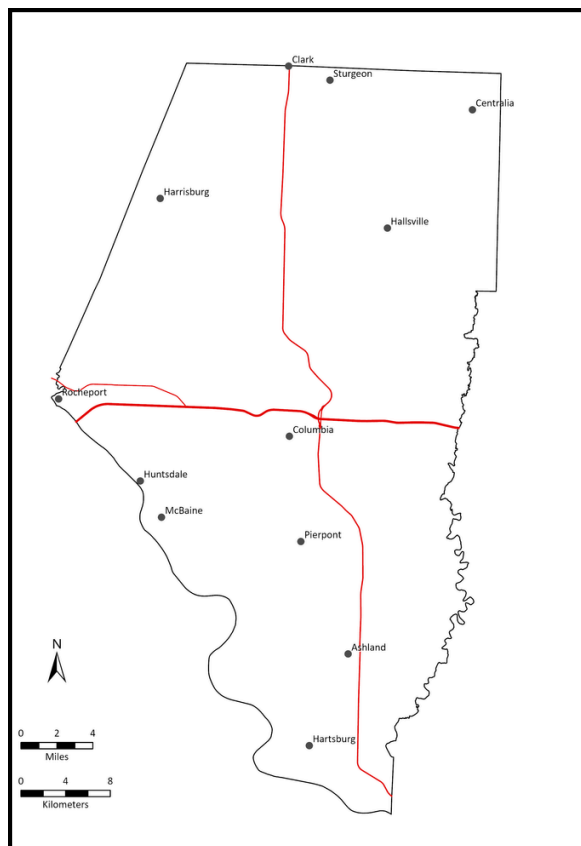 Clark
Sturgeon
Centralia
Harrisburg
Hallsville
Rocheport
Columbia
Huntsdale
McBaine
Pierpont
N
Ashland
0 2 4
Miles
Hartsburg
0 4 8
Kilometers